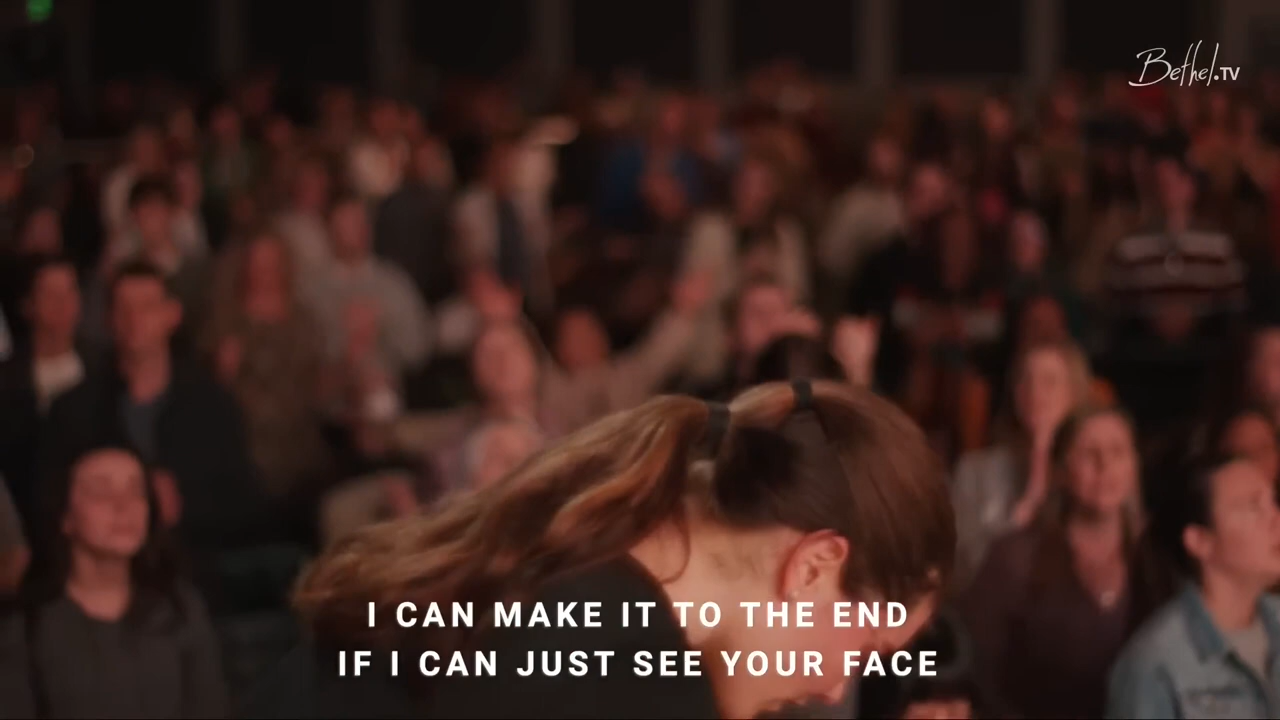 Bethel.TV
I CAN MAKE IT TO THE END
IF I CAN JUST SEE YOUR FACE